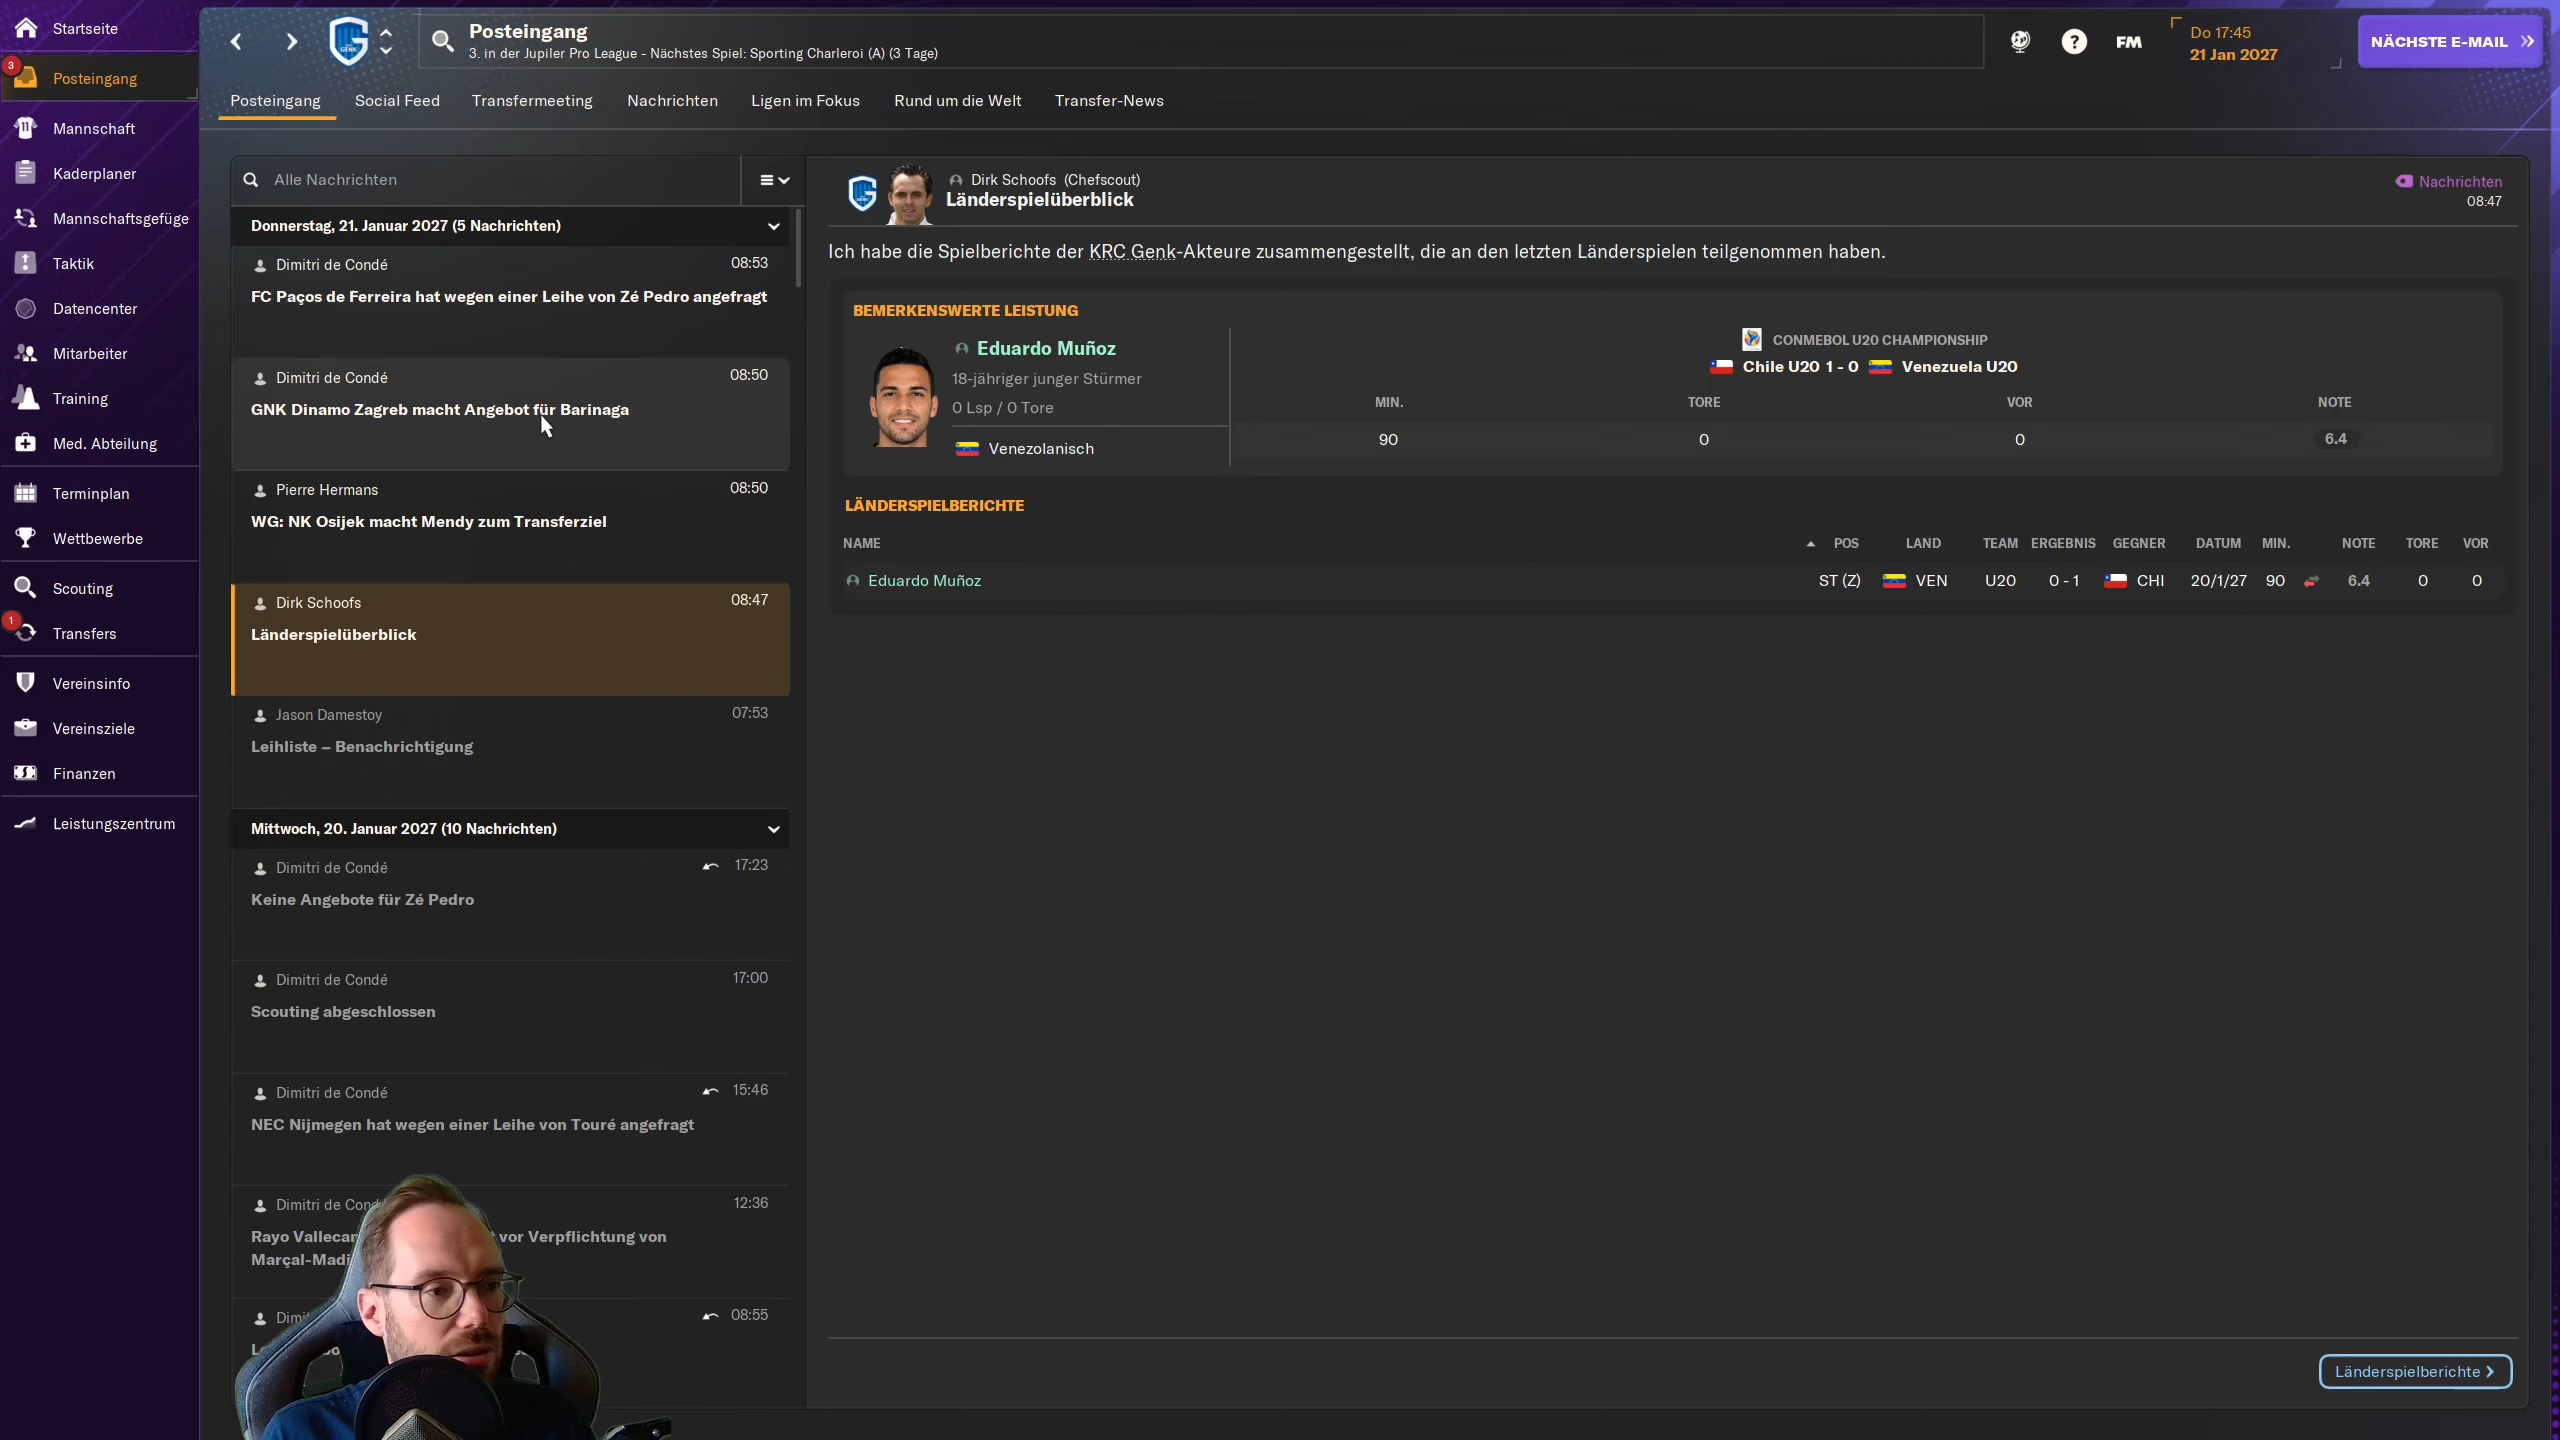 Startseite
3
Posteingang
Mannschaft
Kaderplaner
Mannschaftsgefüge
Taktik
Datencenter
Mitarbeiter
Training
Med. Abteilung
Terminplan
Wettbewerbe
Scouting
1
Transfers
Vereinsinfo
Vereinsziele
Finanzen
Leistungszentrum
GENK
Posteingang
3. in der Jupiler Pro League - Nächstes Spiel: Sporting Charleroi (A) (3 Tage)
?
FM
Do 17:45
21 Jan 2027
NÄCHSTE E-MAIL
Posteingang
Social Feed
Transfermeeting
Nachrichten
Ligen im Fokus
Rund um die Welt
Transfer-News
Alle Nachrichten
Donnerstag, 21. Januar 2027 (5 Nachrichten)
Dimitri de Condé 08:53
FC Paços de Ferreira hat wegen einer Leihe von Zé Pedro angefragt
Dimitri de Condé 08:50
GNK Dinamo Zagreb macht Angebot für Barinaga
Pierre Hermans 08:50
WG: NK Osijek macht Mendy zum Transferziel
Dirk Schoofs 08:47
Länderspielüberblick
Jason Damestoy 07:53
Leihliste – Benachrichtigung
Mittwoch, 20. Januar 2027 (10 Nachrichten)
Dimitri de Condé 17:23
Keine Angebote für Zé Pedro
Dimitri de Condé 17:00
Scouting abgeschlossen
Dimitri de Condé 15:46
NEC Nijmegen hat wegen einer Leihe von Touré angefragt
Dimitri de 12:36
Rayo vor Verpflichtung von
08:55
Dirk Schoofs (Chefscout)
Länderspielüberblick
Nachrichten
08:47
Ich habe die Spielberichte der KRC Genk-Akteure zusammengestellt, die an den letzten Länderspielen teilgenommen haben.
BEMERKENSWERTE LEISTUNG
Eduardo Muñoz
18-jähriger junger Stürmer
0 Lsp / 0 Tore
Venezolanisch
CONMEBOL U20 CHAMPIONSHIP
Chile U20 1 - 0 Venezuela U20
MIN. TORE VOR NOTE
90 0 0 6.4
LÄNDERSPIELBERICHTE
NAME POS LAND TEAM ERGEBNIS GEGNER DATUM MIN. NOTE TORE VOR
Eduardo Muñoz ST (Z) VEN U20 0 - 1 CHI 20/1/27 90 6.4 0 0
Länderspielberichte